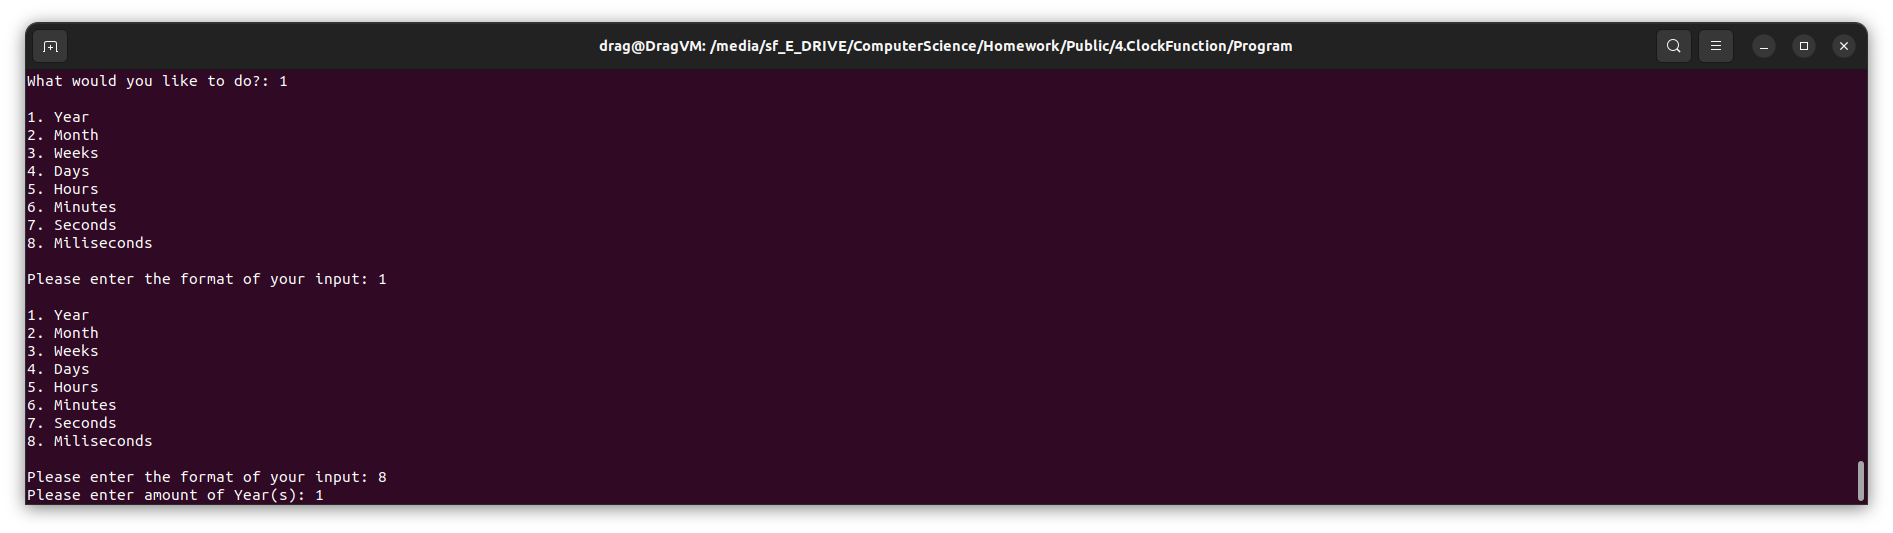 drag@DragVM: /media/sf_E_DRIVE/ComputerScience/Homework/Public/4.ClockFunction/Program
What would you like to do?: 1
1. Year
2. Month
3. Weeks
4. Days
5. Hours
6. Minutes
7. Seconds
8. Miliseconds
Please enter the format of your input: 1
1. Year
2. Month
3. Weeks
4. Days
5. Hours
6. Minutes
7. Seconds
8. Miliseconds
Please enter the format of your input: 8
Please enter amount of Year(s): 1